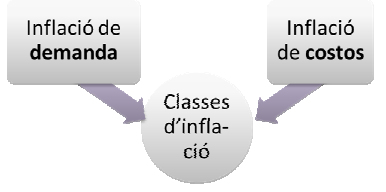 Inflació de
demanda
Inflació
de costos
Classes
d’infla-
ció